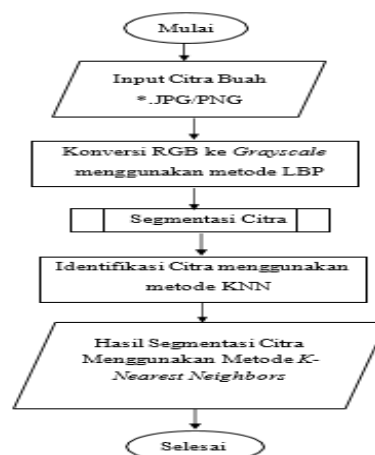 Mulai
Input Citra Buah
*.JPG/PNG
Konversi RGB ke Grayscale
menggunakan metode LBP
Segmentasi Citra
Identifikasi Citra menggunakan
metode KNN
Hasil Segmentasi Citra
Menggunakan Metode K-
Nearest Neighbors
Selesai